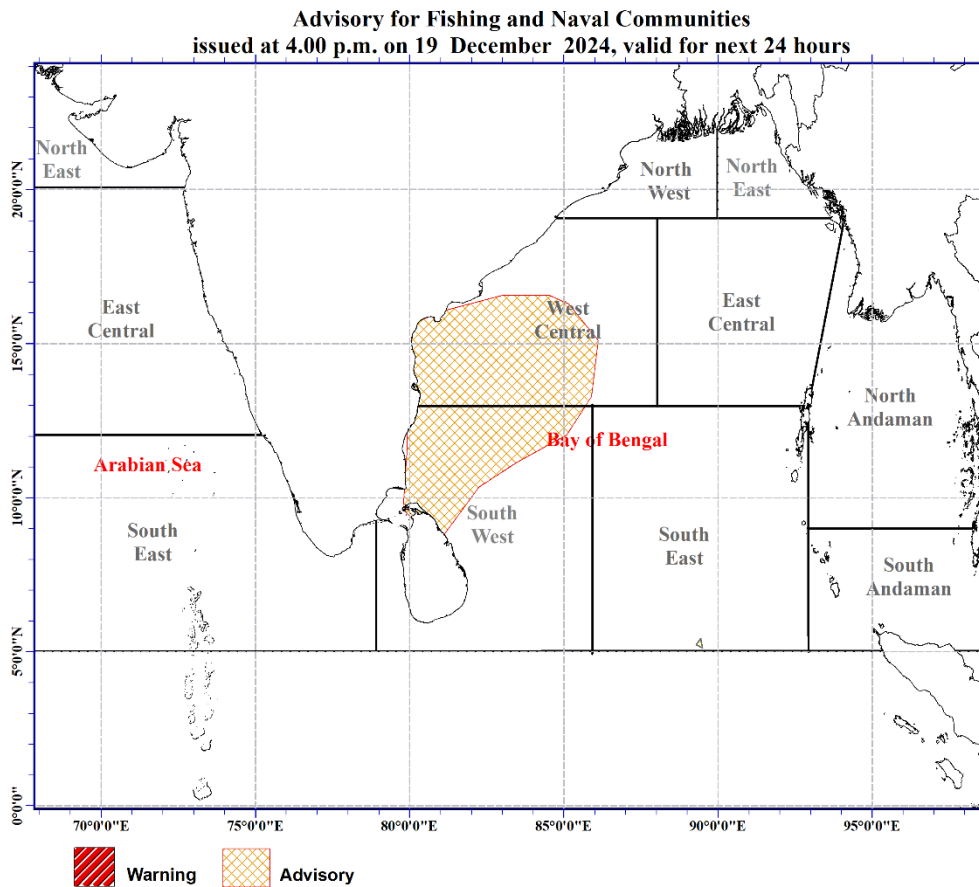 Advisory for Fishing and Naval Communities
issued at 4.00 p.m. on 19 December 2024, valid for next 24 hours
North
East
North
West
North
East
20°0'0"N
East
Central
West
Central
East
Central
15°0'0"N
North
Andaman
Arabian Sea
Bay of Bengal
10°0'0"N
South
East
South
West
South
East
South
Andaman
5°0'0"N
0°0'0"
70°0'0"E
75°0'0"E
80°0'0"E
85°0'0"E
90°0'0"E
95°0'0"E
Warning
Advisory